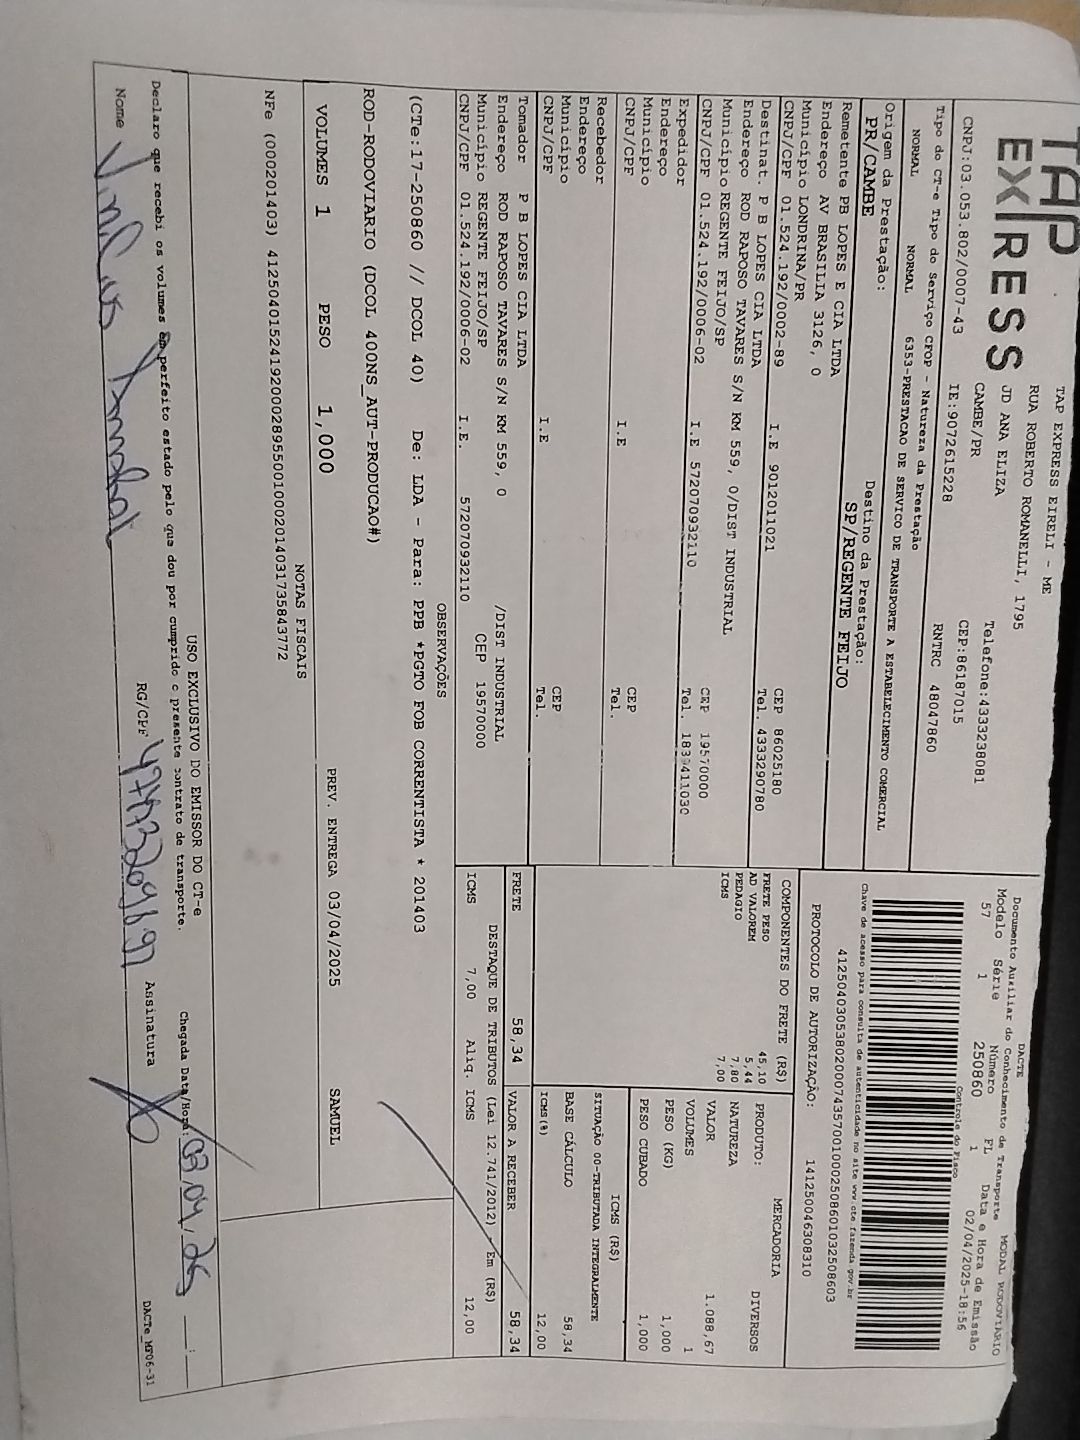 TAP
EXPRESS
TAP EXPRESS EIRELI - ME
RUA ROBERTO ROMANELLI, 1795
JD ANA ELIZA
CAMBE/PR
Telefone:4333238081
CEP:86187015
CNPJ:03.053.802/0007-43 IE:9072615228 RNTRC 48047860
Tipo do CT-e Tipo do Serviço CFOP - Natureza da Prestação
NORMAL NORMAL 6353-PRESTACAO DE SERVICO DE TRANSPORTE A ESTABELECIMENTO COMERCIAL
Origem da Prestação: Destino da Prestação:
PR/CAMBE SP/REGENTE FEIJO
Remetente PB LOPES E CIA LTDA
Endereço AV BRASILIA 3126, 0
Município LONDRINA/PR CEP 86025180
CNPJ/CPF 01.524.192/0002-89 I.E 9012011021 Tel. 4333290780
Destinat. P B LOPES CIA LTDA
Endereço ROD RAPOSO TAVARES S/N KM 559, 0/DIST INDUSTRIAL
Município REGENTE FEIJO/SP CEP 19570000
CNPJ/CPF 01.524.192/0006-02 I.E 572070932110 Tel. 1839411030
Expedidor
Endereço
Município CEP
CNPJ/CPF I.E Tel.
Recebedor
Endereço
Município CEP
CNPJ/CPF I.E Tel.
Tomador P B LOPES CIA LTDA
Endereço ROD RAPOSO TAVARES S/N KM 559, 0 /DIST INDUSTRIAL
Município REGENTE FEIJO/SP CEP 19570000
CNPJ/CPF 01.524.192/0006-02 I.E. 572070932110
DACTE
Documento Auxiliar do Conhecimento de Transporte MODAL RODOVIÁRIO
Modelo Série Número FL Data e Hora de Emissão
57 1 250860 1 02/04/2025-18:56
Controle do Fisco
Chave de acesso para consulta de autenticidade no site www.cte.fazenda.gov.br
41250403053802000743570010002508601032508603
PROTOCOLO DE AUTORIZAÇÃO: 141250046308310
COMPONENTES DO FRETE (R$)
FRETE PESO 45,10
AD VALOREM 5,44
PEDAGIO 7,80
ICMS 7,00
PRODUTO: MERCADORIA
NATUREZA DIVERSOS
VALOR 1.088,67
VOLUMES 1
PESO (KG) 1,000
PESO CUBADO 1,000
ICMS (R$)
SITUAÇÃO 00-TRIBUTADA INTEGRALMENTE
BASE CÁLCULO 58,34
ICMS(%) 12,00
FRETE 58,34 VALOR A RECEBER 58,34
DESTAQUE DE TRIBUTOS (Lei 12.741/2012) - Em (R$)
ICMS 7,00 Aliq. ICMS 12,00
OBSERVAÇÕES
(CTe:17-250860 // DCOL 40) De: LDA - Para: PPB *PGTO FOB CORRENTISTA * 201403
ROD-RODOVIARIO (DCOL 400NS_AUT-PRODUCAO#)
VOLUMES 1 PESO 1,000 PREV. ENTREGA 03/04/2025 SAMUEL
NOTAS FISCAIS
NFe (000201403) 41250401524192000289550010002014031735843772
USO EXCLUSIVO DO EMISSOR DO CT-e
Declaro que recebi os volumes em perfeito estado pelo que dou por cumprido o presente contrato de transporte.
Chegada Data/Hora: 03/04/25 __:__
Nome RG/CPF Assinatura
DACTe_MF06-31